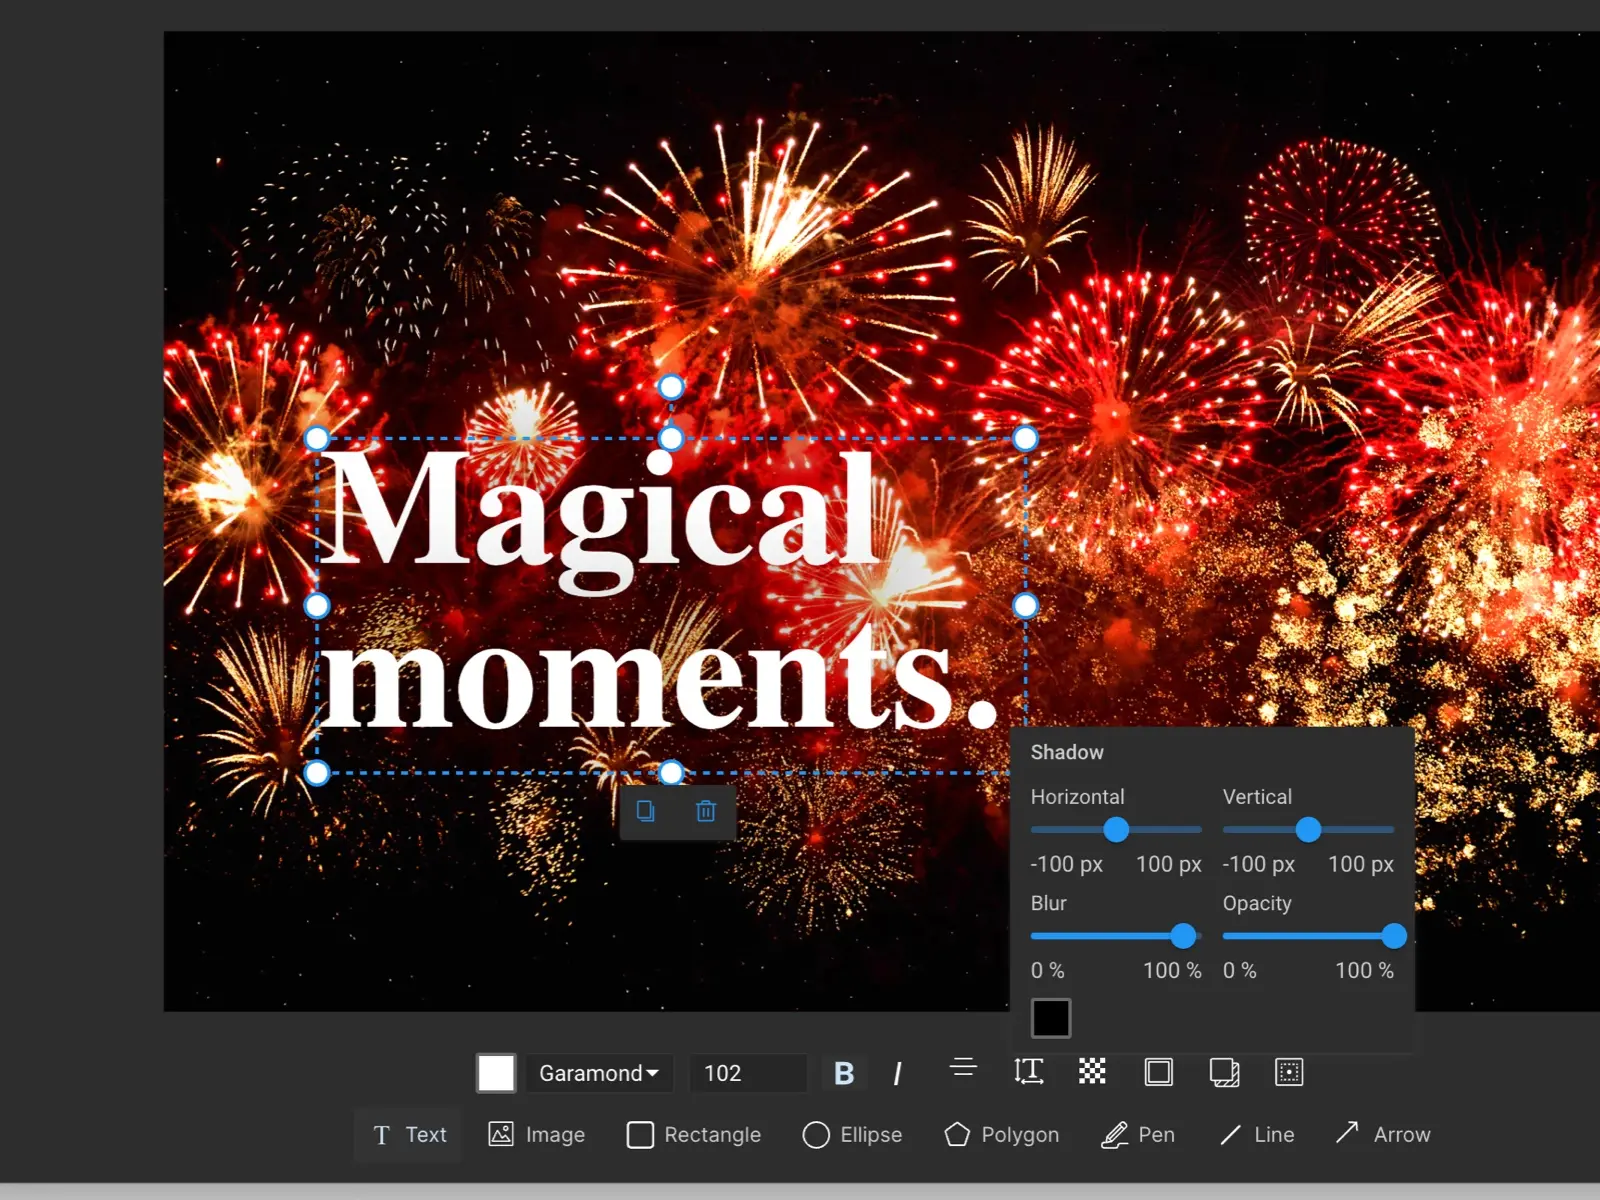 Magical
moments.
Shadow
Horizontal Vertical
-100 px 100 px -100 px 100 px
Blur Opacity
0 % 100 % 0 % 100 %
Garamond 102 B I
T Text Image Rectangle Ellipse Polygon Pen Line Arrow